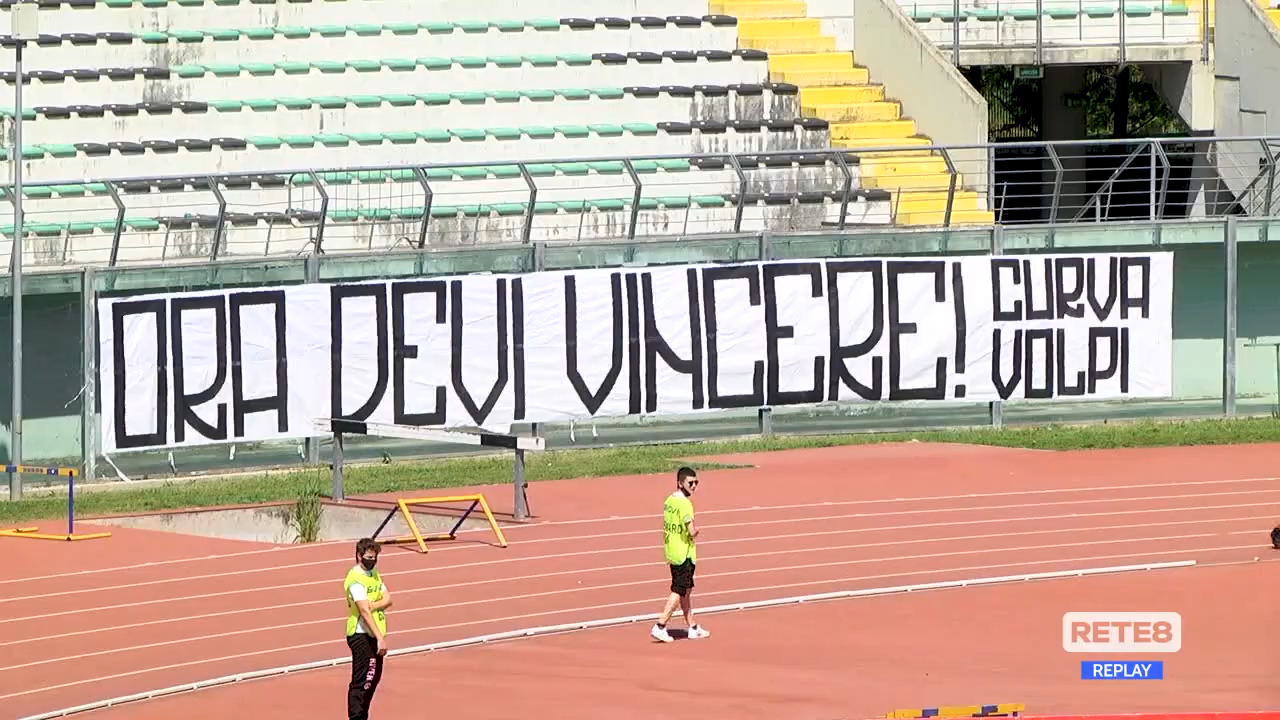 ORA DEVI VINCERE! CURVA
VOLPI
RETE8
REPLAY